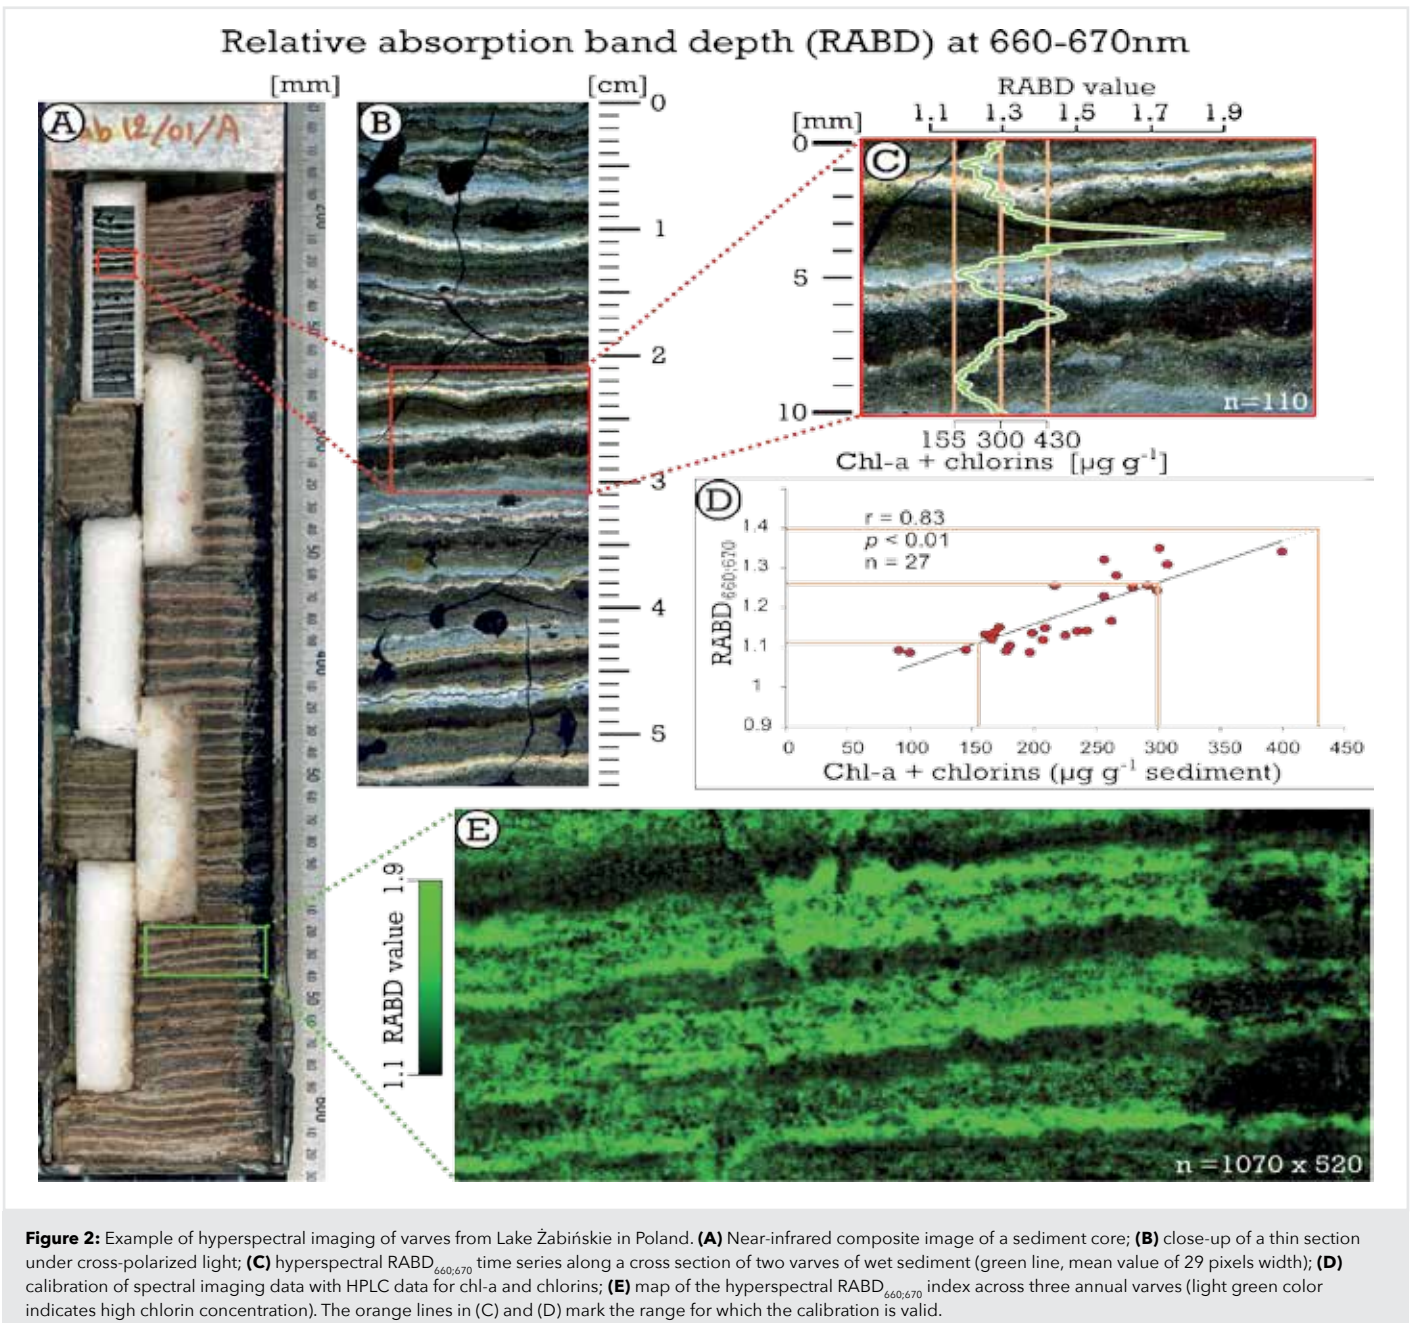 Relative absorption band depth (RABD) at 660-670nm
[mm]
[cm]
RABD value
1.1 1.3 1.5 1.7 1.9
[mm]
A
ab 12/01/A
B
0
1
2
3
4
5
C
0
5
10
n=110
155 300 430
Chl-a + chlorins [µg g⁻¹]
D
r = 0.83
p < 0.01
n = 27
RABD660;670
1.4
1.3
1.2
1.1
1
0.9
0 50 100 150 200 250 300 350 400 450
Chl-a + chlorins (µg g⁻¹ sediment)
E
1.1 RABD value 1.9
n =1070 x 520
Figure 2: Example of hyperspectral imaging of varves from Lake Żabińskie in Poland. (A) Near-infrared composite image of a sediment core; (B) close-up of a thin section
under cross-polarized light; (C) hyperspectral RABD660;670 time series along a cross section of two varves of wet sediment (green line, mean value of 29 pixels width); (D)
calibration of spectral imaging data with HPLC data for chl-a and chlorins; (E) map of the hyperspectral RABD660;670 index across three annual varves (light green color
indicates high chlorin concentration). The orange lines in (C) and (D) mark the range for which the calibration is valid.